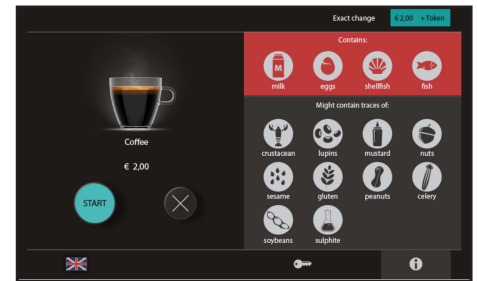 Exact change €2,00 +Token
Contains:
M
milk eggs shellfish fish
Might contain traces of:
crustacean lupins mustard nuts
sesame gluten peanuts celery
soybeans sulphite
Coffee
€ 2,00
START
i